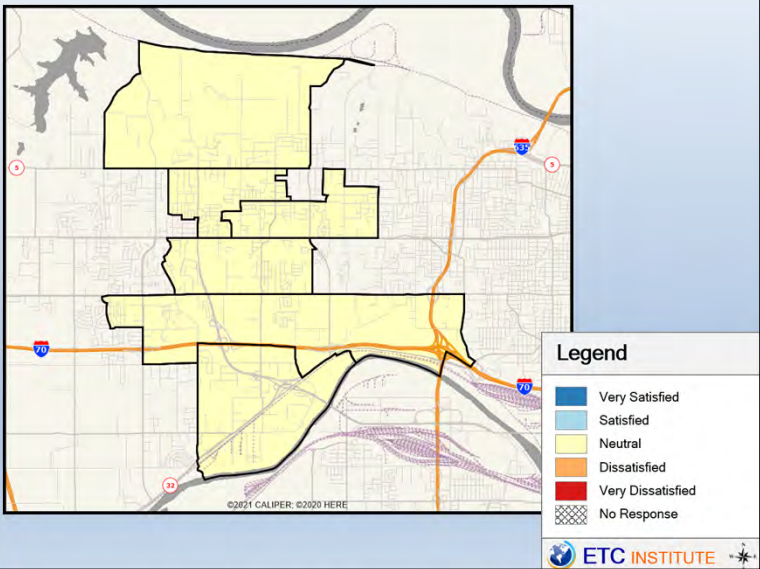 635
5
5
70
70
32
©2021 CALIPER; ©2020 HERE
Legend
Very Satisfied
Satisfied
Neutral
Dissatisfied
Very Dissatisfied
No Response
ETC INSTITUTE